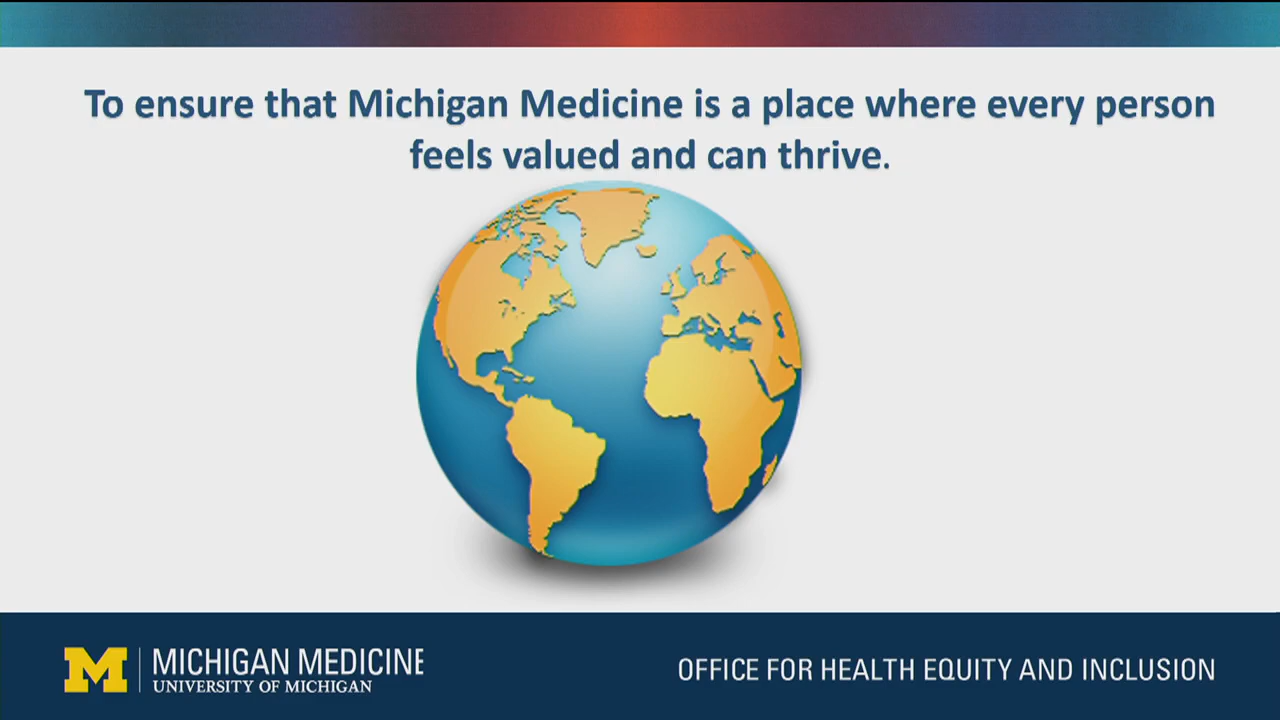 To ensure that Michigan Medicine is a place where every person
feels valued and can thrive.
M
MICHIGAN MEDICINE
UNIVERSITY OF MICHIGAN
OFFICE FOR HEALTH EQUITY AND INCLUSION